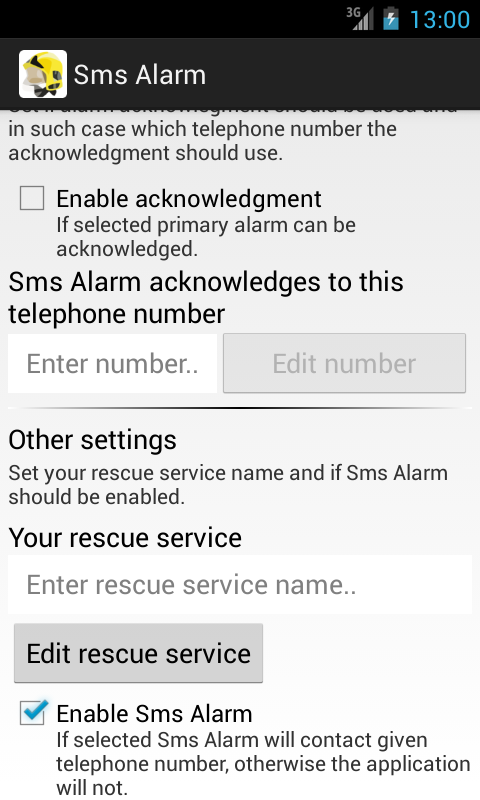 3G 13:00
Sms Alarm
in such case which telephone number the
acknowledgment should use.
Enable acknowledgment
If selected primary alarm can be
acknowledged.
Sms Alarm acknowledges to this
telephone number
Enter number..
Edit number
Other settings
Set your rescue service name and if Sms Alarm
should be enabled.
Your rescue service
Enter rescue service name..
Edit rescue service
Enable Sms Alarm
If selected Sms Alarm will contact given
telephone number, otherwise the application
will not.